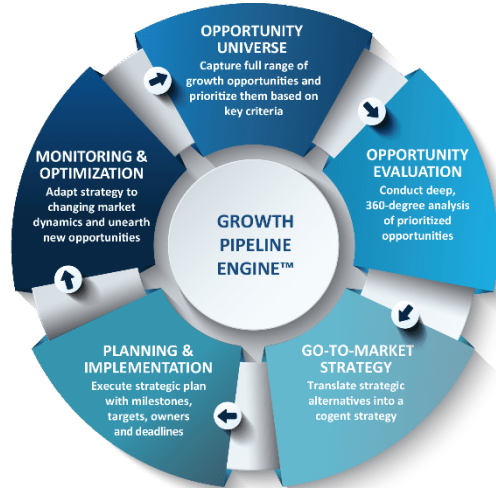 OPPORTUNITY
UNIVERSE
Capture full range of
growth opportunities and
prioritize them based on
key criteria
OPPORTUNITY
EVALUATION
Conduct deep,
360-degree analysis
of prioritized
opportunities
GO-TO-MARKET
STRATEGY
Translate strategic
alternatives into a
cogent strategy
PLANNING &
IMPLEMENTATION
Execute strategic plan
with milestones,
targets, owners
and deadlines
MONITORING &
OPTIMIZATION
Adapt strategy to
changing market
dynamics and unearth
new opportunities
GROWTH
PIPELINE
ENGINE™